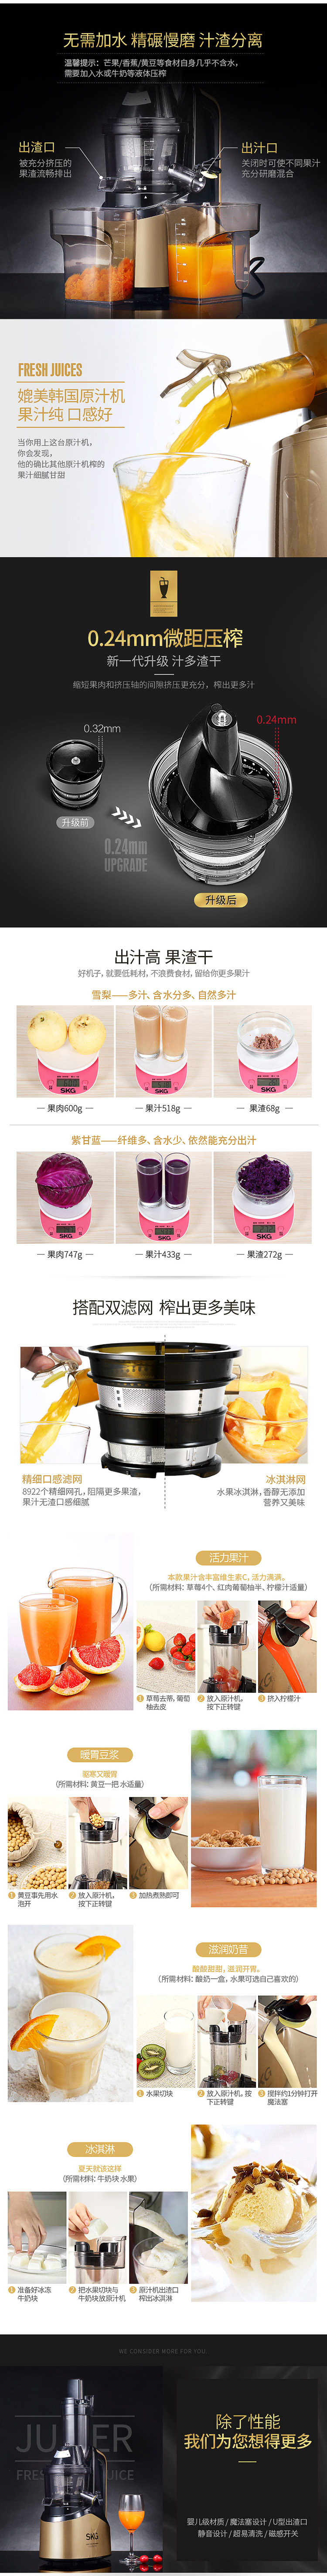 无需加水 精碾慢磨 汁渣分离
温馨提示：芒果/香蕉/黄豆等食材自身几乎不含水，
需要加入水或牛奶等液体压榨
出渣口
被充分挤压的
果渣流畅排出
出汁口
关闭时可使不同果汁
充分研磨混合
FRESH JUICES
媲美韩国原汁机
果汁纯 口感好
当你用上这台原汁机，
你会发现，
他的确比其他原汁机榨的
果汁细腻甘甜
0.24mm微距压榨
新一代升级 汁多渣干
缩短果肉和挤压轴的间隙挤压更充分，榨出更多汁
0.32mm
0.24mm
升级前
0.24mm
UPGRADE
升级后
出汁高 果渣干
好机子，就要低耗材，不浪费食材，留给你更多果汁
雪梨——多汁、含水分多、自然多汁
SKG
SKG
SKG
果肉600g
果汁518g
果渣68g
紫甘蓝——纤维多、含水少、依然能充分出汁
SKG
SKG
SKG
果肉747g
果汁433g
果渣272g
搭配双滤网 榨出更多美味
精细口感滤网
8922个精细网孔，阻隔更多果渣，
果汁无渣口感细腻
冰淇淋网
水果冰淇淋，香醇无添加
营养又美味
活力果汁
本款果汁含丰富维生素C，活力满满。
（所需材料：草莓4个、红肉葡萄柚半、柠檬汁适量）
1 草莓去蒂，葡萄
柚去皮
2 放入原汁机，
按下正转键
3 挤入柠檬汁
暖胃豆浆
驱寒又暖胃
（所需材料：黄豆一把 水适量）
1 黄豆事先用水
泡开
2 放入原汁机，
按下正转键
3 加热煮熟即可
滋润奶昔
酸酸甜甜，滋润开胃。
（所需材料：酸奶一盒，水果可选自己喜欢的）
1 水果切块
2 放入原汁机，按
下正转键
3 搅拌约1分钟打开
魔法塞
冰淇淋
夏天就该这样
（所需材料：牛奶块 水果）
1 准备好冰冻
牛奶块
2 把水果切块与
牛奶块放原汁机
3 原汁机出渣口
榨出冰淇淋
WE CONSIDER MORE FOR YOU
SKG
除了性能
我们为您想得更多
婴儿级材质 / 魔法塞设计 / U型出渣口
静音设计 / 超易清洗 / 磁感开关